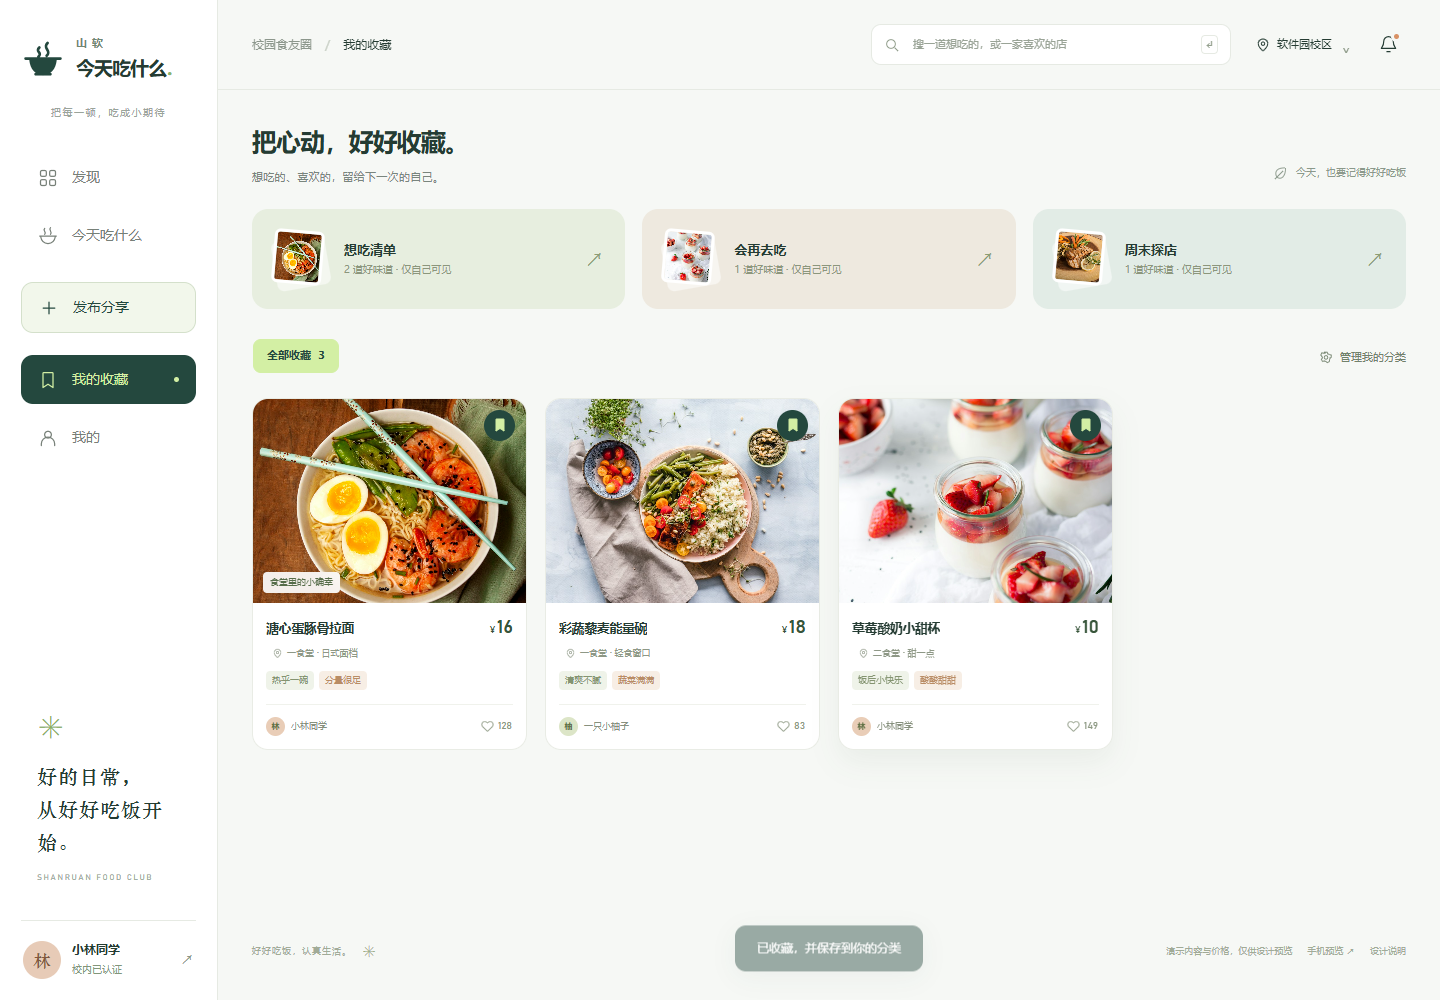 山软
今天吃什么.
把每一顿，吃成小期待
发现
今天吃什么
发布分享
我的收藏
我的
好的日常，
从好好吃饭开
始。
SHANRUAN FOOD CLUB
林
小林同学
校内已认证
校园食友圈 / 我的收藏
搜一道想吃的，或一家喜欢的店
软件园校区
把心动，好好收藏。
想吃的、喜欢的，留给下一次的自己。
今天，也要记得好好吃饭
想吃清单
2 道好味道 · 仅自己可见
会再去吃
1 道好味道 · 仅自己可见
周末探店
1 道好味道 · 仅自己可见
全部收藏 3
管理我的分类
食堂里的小确幸
溏心蛋豚骨拉面
¥16
一食堂 · 日式面档
热乎一碗
分量很足
林
小林同学
128
彩蔬藜麦能量碗
¥18
一食堂 · 轻食窗口
清爽不腻
蔬菜满满
柚
一只小柚子
83
草莓酸奶小甜杯
¥10
二食堂 · 甜一点
饭后小快乐
酸酸甜甜
林
小林同学
149
好好吃饭，认真生活。
已收藏，并保存到你的分类
演示内容与价格，仅供设计预览
手机预览 ↗
设计说明